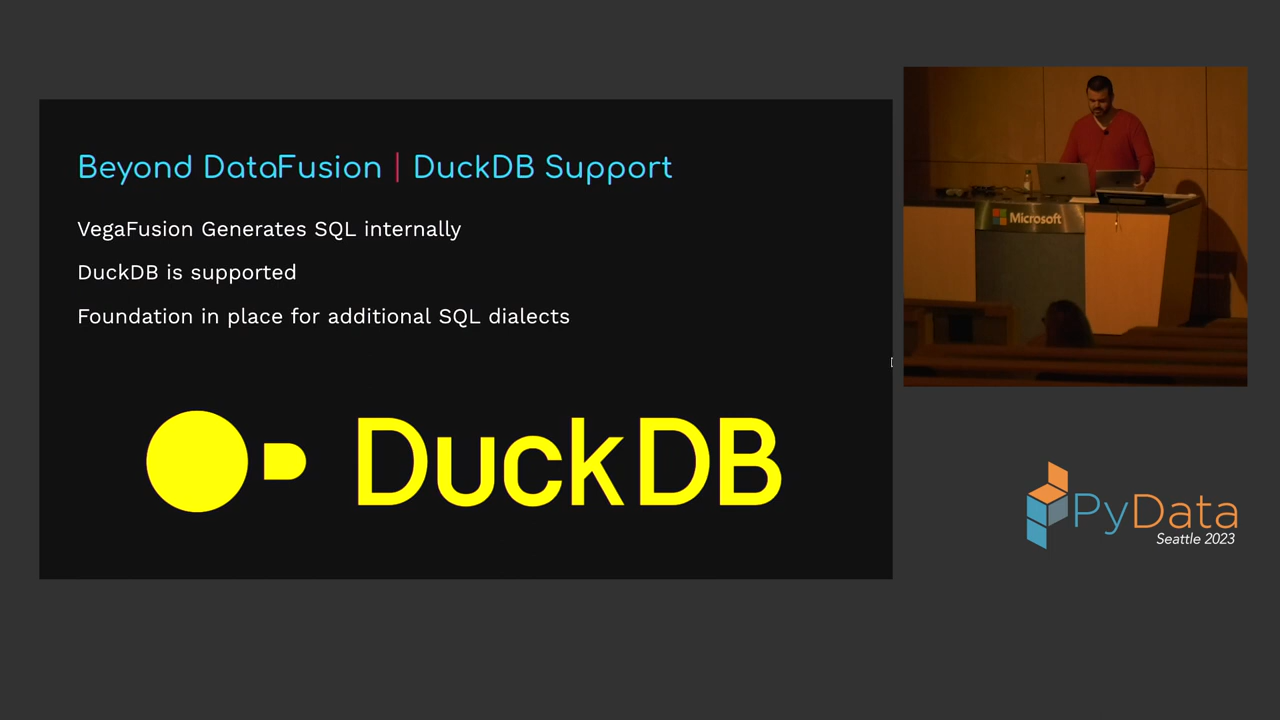 Beyond DataFusion | DuckDB Support
VegaFusion Generates SQL internally
DuckDB is supported
Foundation in place for additional SQL dialects
DuckDB
Microsoft
PyData
Seattle 2023